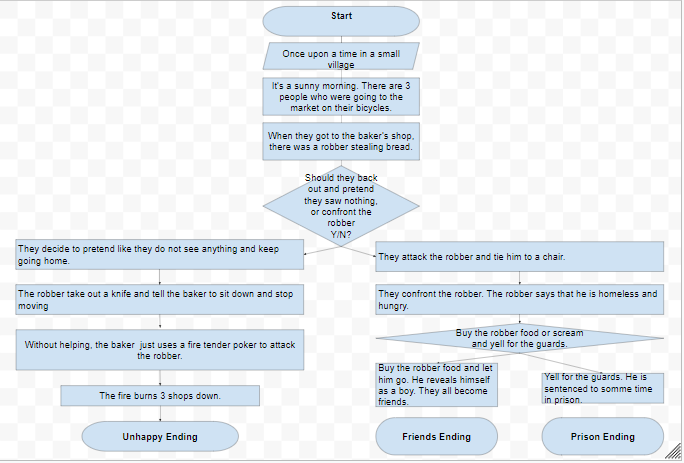 Start
Once upon a time in a small
village
It's a sunny morning. There are 3
people who were going to the
market on their bicycles.
When they got to the baker's shop,
there was a robber stealing bread.
Should they back
out and pretend
they saw nothing,
or confront the
robber
Y/N?
They decide to pretend like they do not see anything and keep
going home.
They attack the robber and tie him to a chair.
The robber take out a knife and tell the baker to sit down and stop
moving
They confront the robber. The robber says that he is homeless and
hungry.
Without helping, the baker just uses a fire tender poker to attack
the robber.
Buy the robber food or scream
and yell for the guards.
Buy the robber food and let
him go. He reveals himself
as a boy. They all become
friends.
Yell for the guards. He is
sentenced to somme time
in prison.
The fire burns 3 shops down.
Unhappy Ending
Friends Ending
Prison Ending